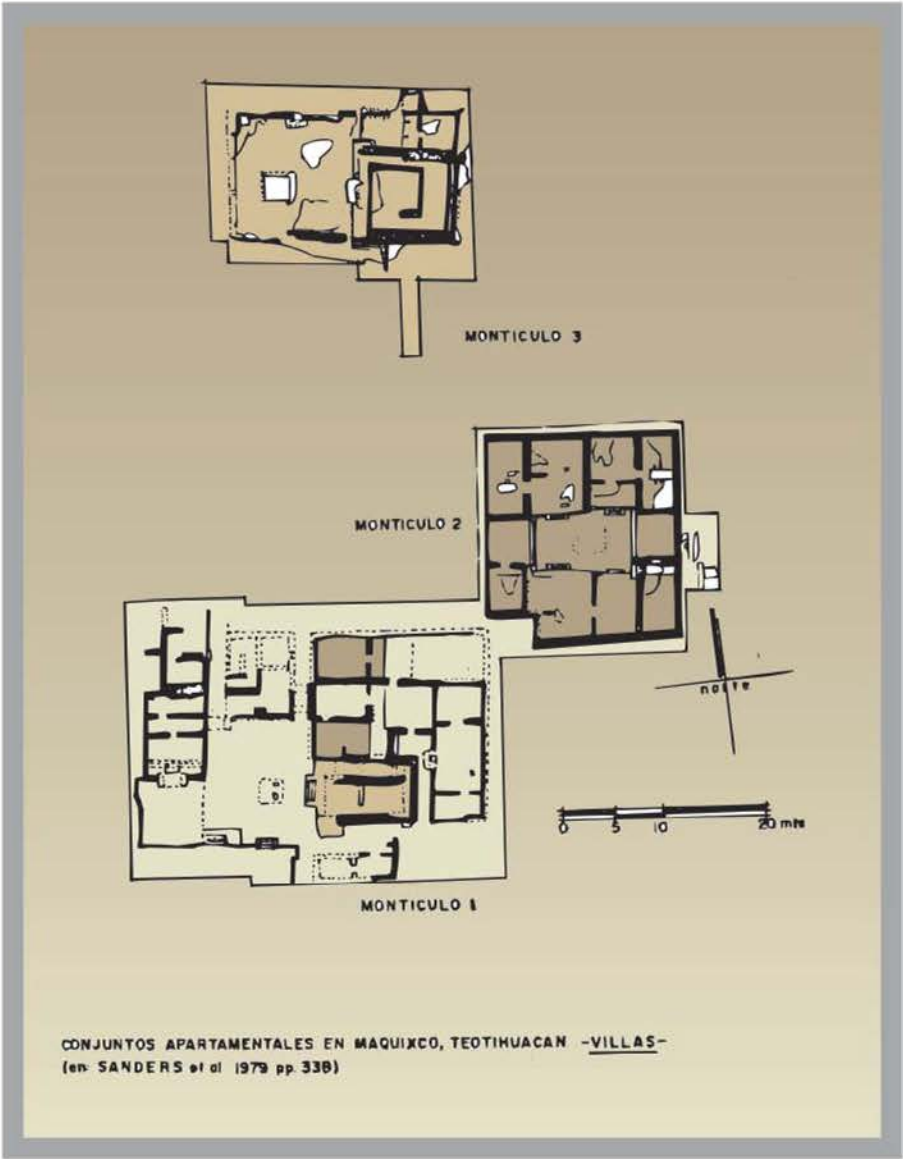 MONTICULO 3
MONTICULO 2
norte
0 5 10 20 mts
MONTICULO 1
CONJUNTOS APARTAMENTALES EN MAQUIXCO, TEOTIHUACAN -VILLAS-
(en: SANDERS et al 1979 pp. 338)